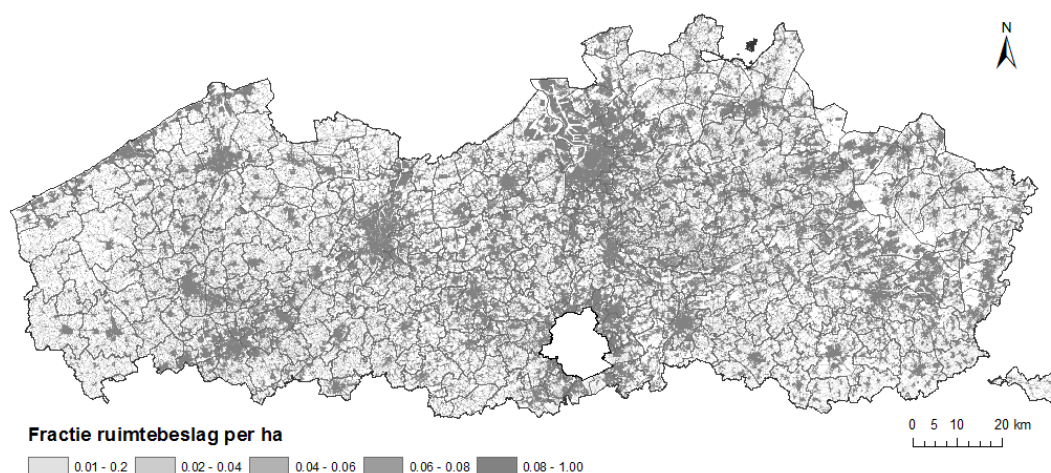 N
0 5 10 20 km
Fractie ruimtebeslag per ha
0.01 - 0.2 0.02 - 0.04 0.04 - 0.06 0.06 - 0.08 0.08 - 1.00